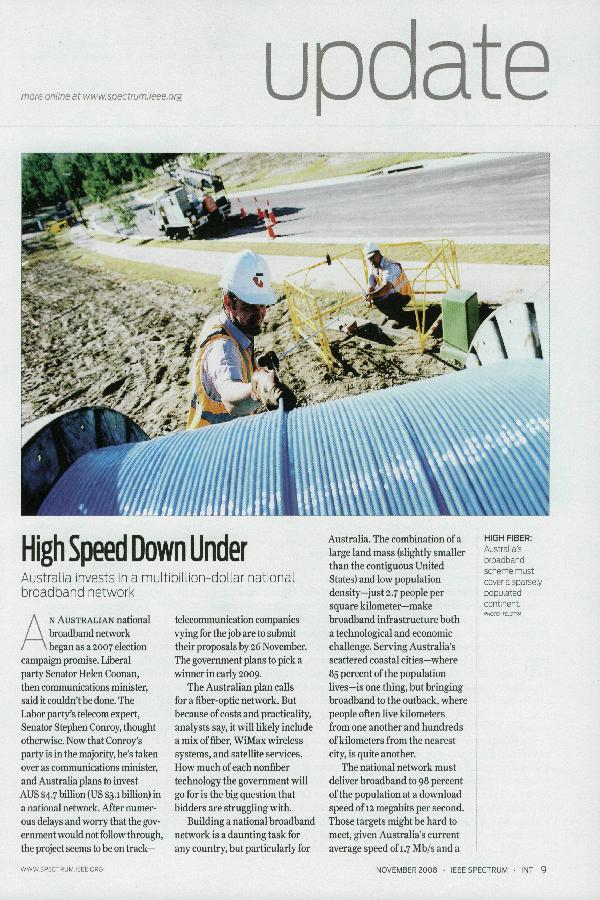 update
more online at www.spectrum.ieee.org
High Speed Down Under
Australia invests in a multibillion-dollar national
broadband network
AN AUSTRALIAN national
broadband network
began as a 2007 election
campaign promise. Liberal
party Senator Helen Coonan,
then communications minister,
said it couldn't be done. The
Labor party's telecom expert,
Senator Stephen Conroy, thought
otherwise. Now that Conroy's
party is in the majority, he's taken
over as communications minister,
and Australia plans to invest
AUS $4.7 billion (US $3.1 billion) in
a national network. After numer-
ous delays and worry that the gov-
ernment would not follow through,
the project seems to be on track—
telecommunication companies
vying for the job are to submit
their proposals by 26 November.
The government plans to pick a
winner in early 2009.
The Australian plan calls
for a fiber-optic network. But
because of costs and practicality,
analysts say, it will likely include
a mix of fiber, WiMax wireless
systems, and satellite services.
How much of each nonfiber
technology the government will
go for is the big question that
bidders are struggling with.
Building a national broadband
network is a daunting task for
any country, but particularly for
Australia. The combination of a
large land mass (slightly smaller
than the contiguous United
States) and low population
density—just 2.7 people per
square kilometer—make
broadband infrastructure both
a technological and economic
challenge. Serving Australia's
scattered coastal cities—where
85 percent of the population
lives—is one thing, but bringing
broadband to the outback, where
people often live kilometers
from one another and hundreds
of kilometers from the nearest
city, is quite another.
The national network must
deliver broadband to 98 percent
of the population at a download
speed of 12 megabits per second.
Those targets might be hard to
meet, given Australia's current
average speed of 1.7 Mb/s and a
HIGH FIBER:
Australia's
broadband
scheme must
cover a sparsely
populated
continent.
PHOTO: TELSTRA
WWW.SPECTRUM.IEEE.ORG
NOVEMBER 2008 · IEEE SPECTRUM · INT 9